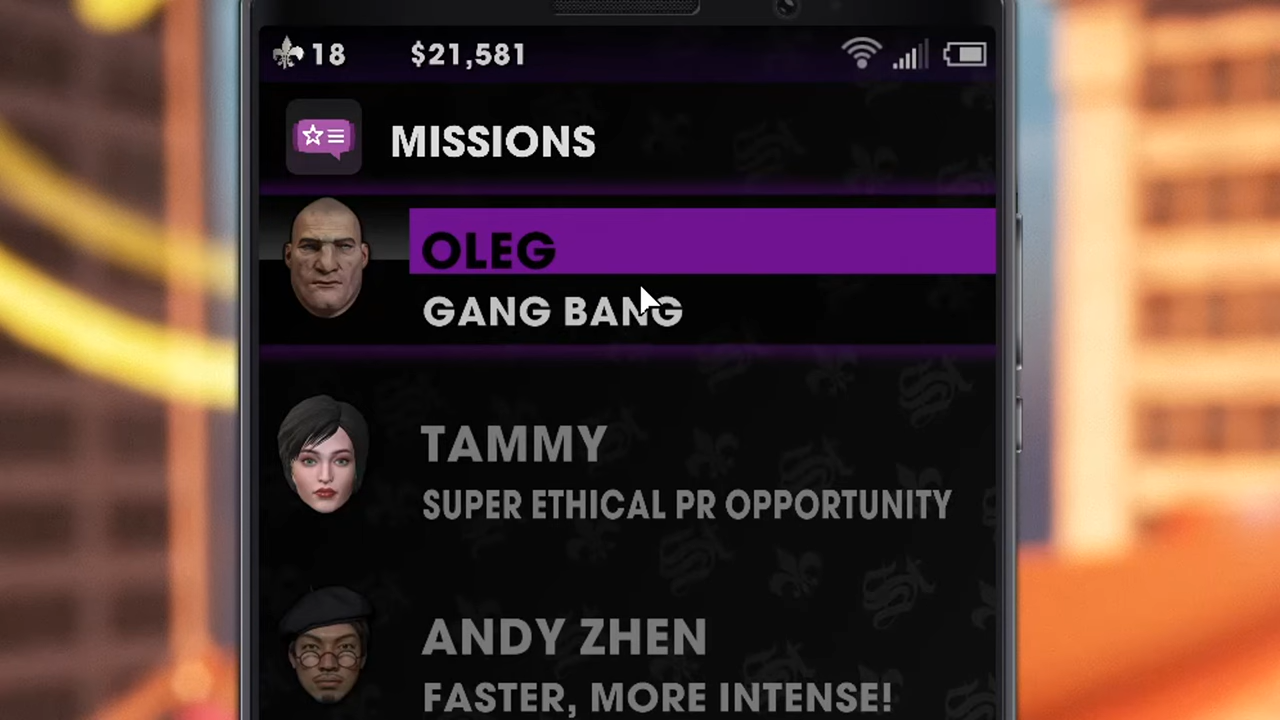 18 $21,581
MISSIONS
OLEG
GANG BANG
TAMMY
SUPER ETHICAL PR OPPORTUNITY
ANDY ZHEN
FASTER, MORE INTENSE!